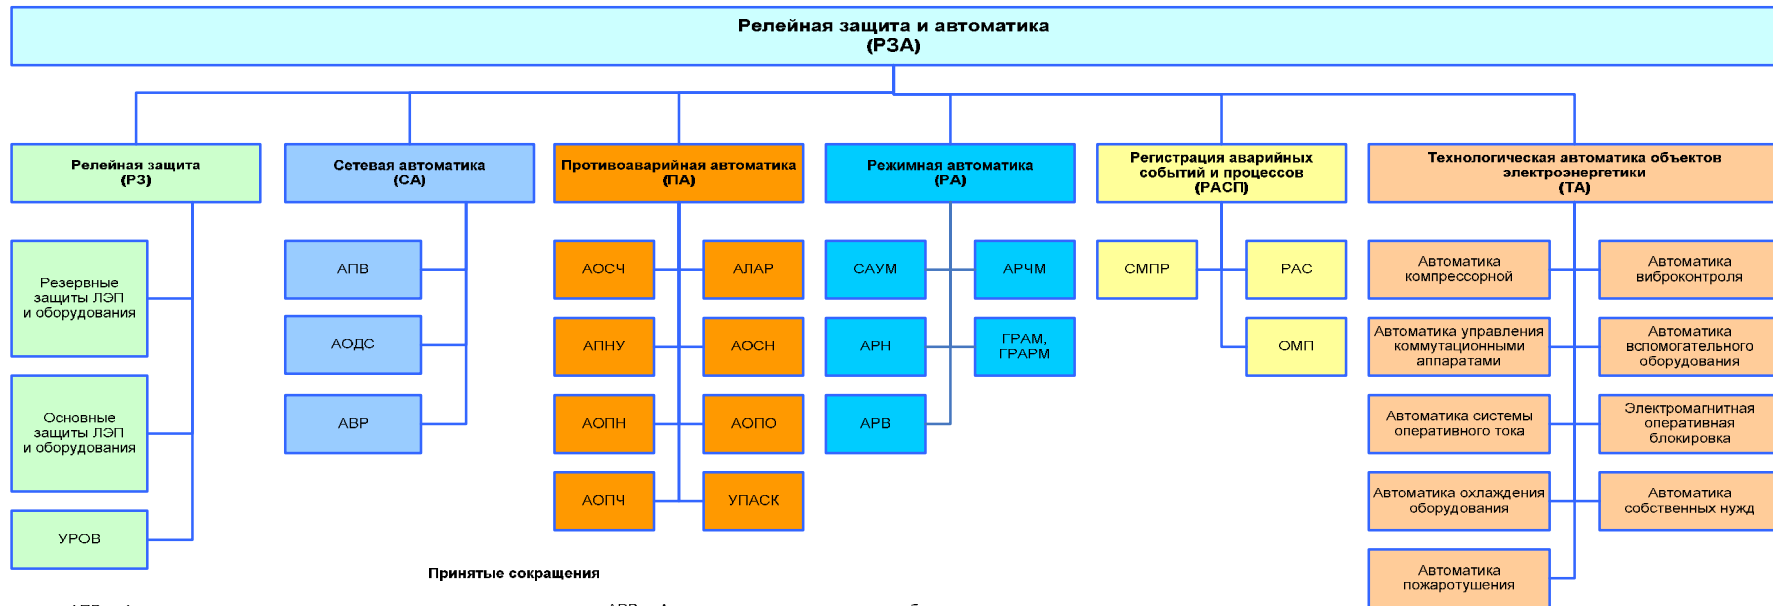 Релейная защита и автоматика
(РЗА)
Релейная защита
(РЗ)
Сетевая автоматика
(СА)
Противоаварийная автоматика
(ПА)
Режимная автоматика
(РА)
Регистрация аварийных
событий и процессов
(РАСП)
Технологическая автоматика объектов
электроэнергетики
(ТА)
Резервные
защиты ЛЭП
и оборудования
Основные
защиты ЛЭП
и оборудования
УРОВ
АПВ
АОДС
АВР
АОСЧ
АЛАР
АПНУ
АОСН
АОПН
АОПО
АОПЧ
УПАСК
САУМ
АРЧМ
АРН
ГРАМ,
ГРАРМ
АРВ
СМПР
РАС
ОМП
Автоматика
компрессорной
Автоматика
виброконтроля
Автоматика управления
коммутационными
аппаратами
Автоматика
вспомогательного
оборудования
Автоматика системы
оперативного тока
Электромагнитная
оперативная
блокировка
Автоматика охлаждения
оборудования
Автоматика
собственных нужд
Автоматика
пожаротушения
Принятые сокращения